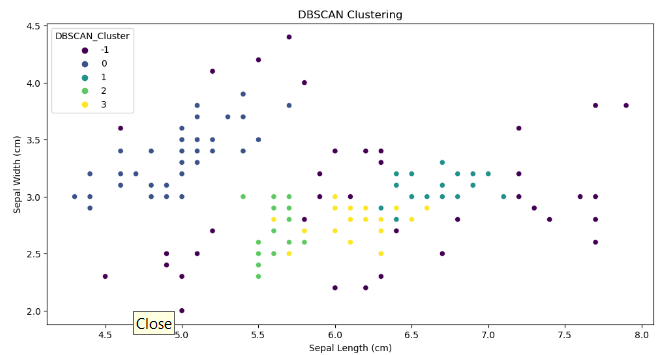 DBSCAN Clustering
DBSCAN_Cluster
-1
0
1
2
3
4.5
4.0
3.5
3.0
2.5
2.0
Sepal Width (cm)
4.5 5.0 5.5 6.0 6.5 7.0 7.5 8.0
Close
Sepal Length (cm)